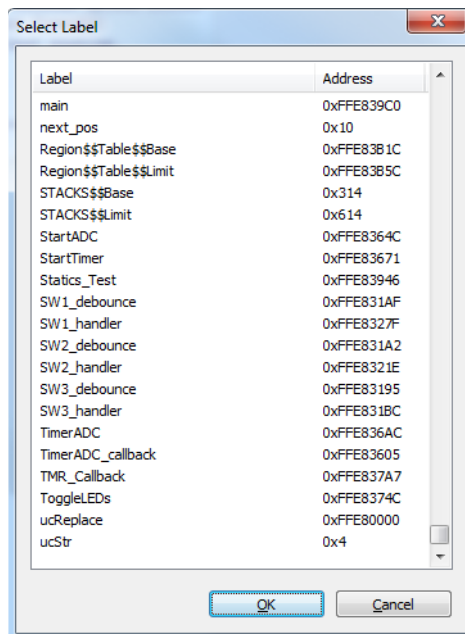 Select Label
Label Address
main 0xFFE839C0
next_pos 0x10
Region$$Table$$Base 0xFFE83B1C
Region$$Table$$Limit 0xFFE83B5C
STACKS$$Base 0x314
STACKS$$Limit 0x614
StartADC 0xFFE8364C
StartTimer 0xFFE83671
Statics_Test 0xFFE83946
SW1_debounce 0xFFE831AF
SW1_handler 0xFFE8327F
SW2_debounce 0xFFE831A2
SW2_handler 0xFFE8321E
SW3_debounce 0xFFE83195
SW3_handler 0xFFE831BC
TimerADC 0xFFE836AC
TimerADC_callback 0xFFE83605
TMR_Callback 0xFFE837A7
ToggleLEDs 0xFFE8374C
ucReplace 0xFFE80000
ucStr 0x4
OK Cancel